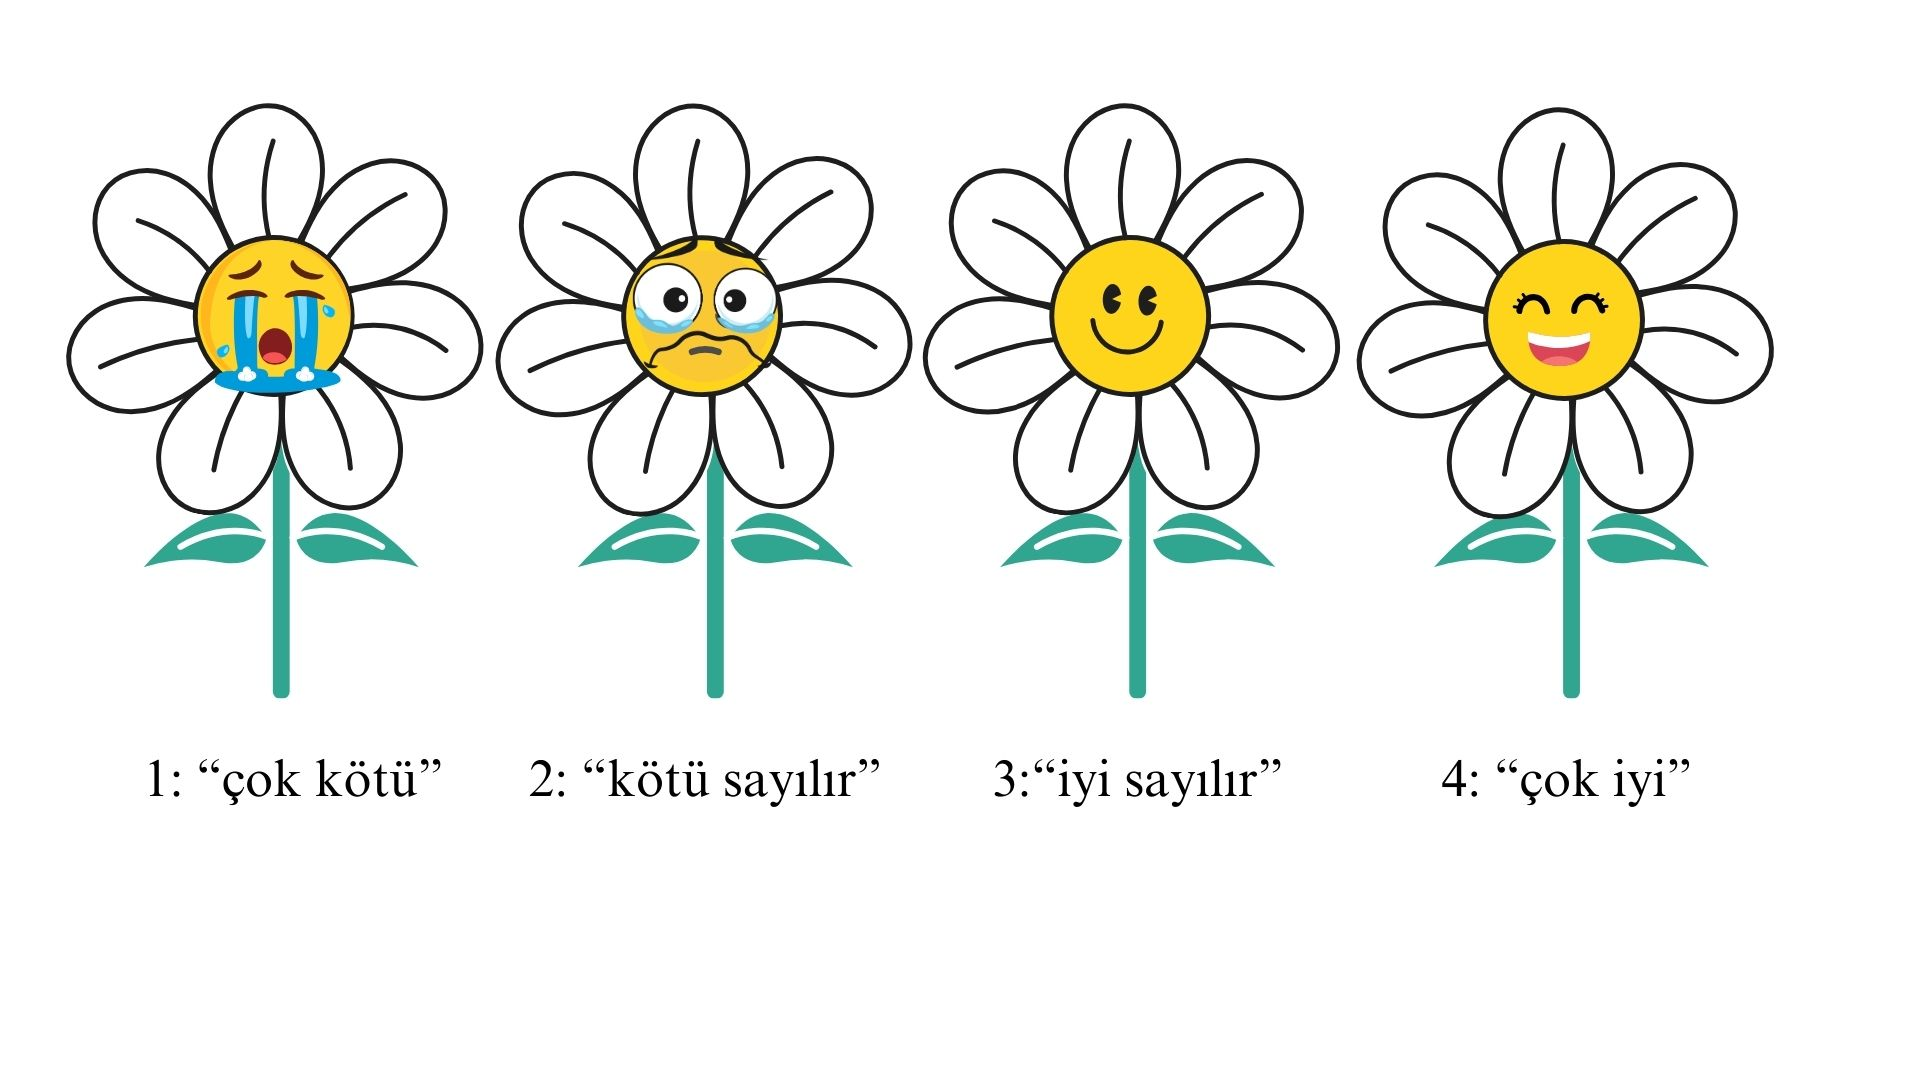 1: “çok kötü” 2: “kötü sayılır” 3:“iyi sayılır” 4: “çok iyi”